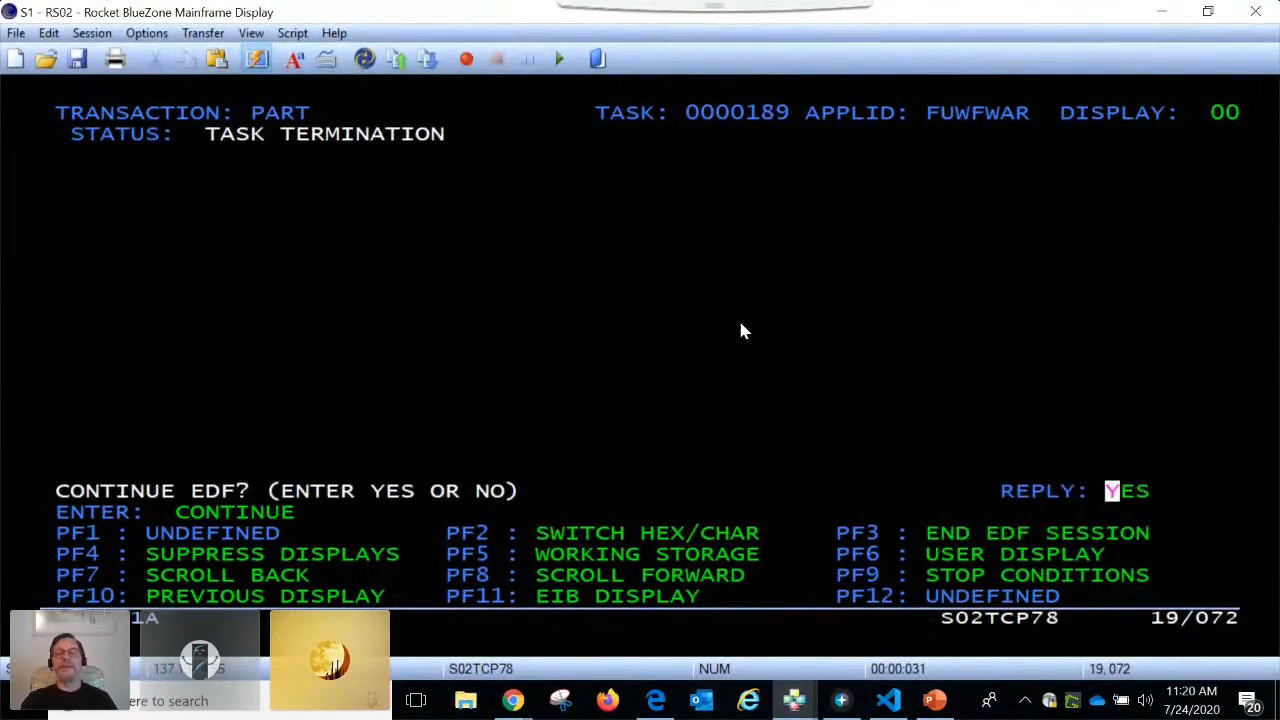 S1 - RS02 - Rocket BlueZone Mainframe Display
File Edit Session Options Transfer View Script Help
TRANSACTION: PART TASK: 0000189 APPLID: FUWFWAR DISPLAY: 00
STATUS: TASK TERMINATION
CONTINUE EDF? (ENTER YES OR NO) REPLY: YES
ENTER: CONTINUE
PF1 : UNDEFINED PF2 : SWITCH HEX/CHAR PF3 : END EDF SESSION
PF4 : SUPPRESS DISPLAYS PF5 : WORKING STORAGE PF6 : USER DISPLAY
PF7 : SCROLL BACK PF8 : SCROLL FORWARD PF9 : STOP CONDITIONS
PF10: PREVIOUS DISPLAY PF11: EIB DISPLAY PF12: UNDEFINED
1A S02TCP78 19/072
S02TCP78 NUM 00:00:031 19,072
to search
11:20 AM
7/24/2020
20